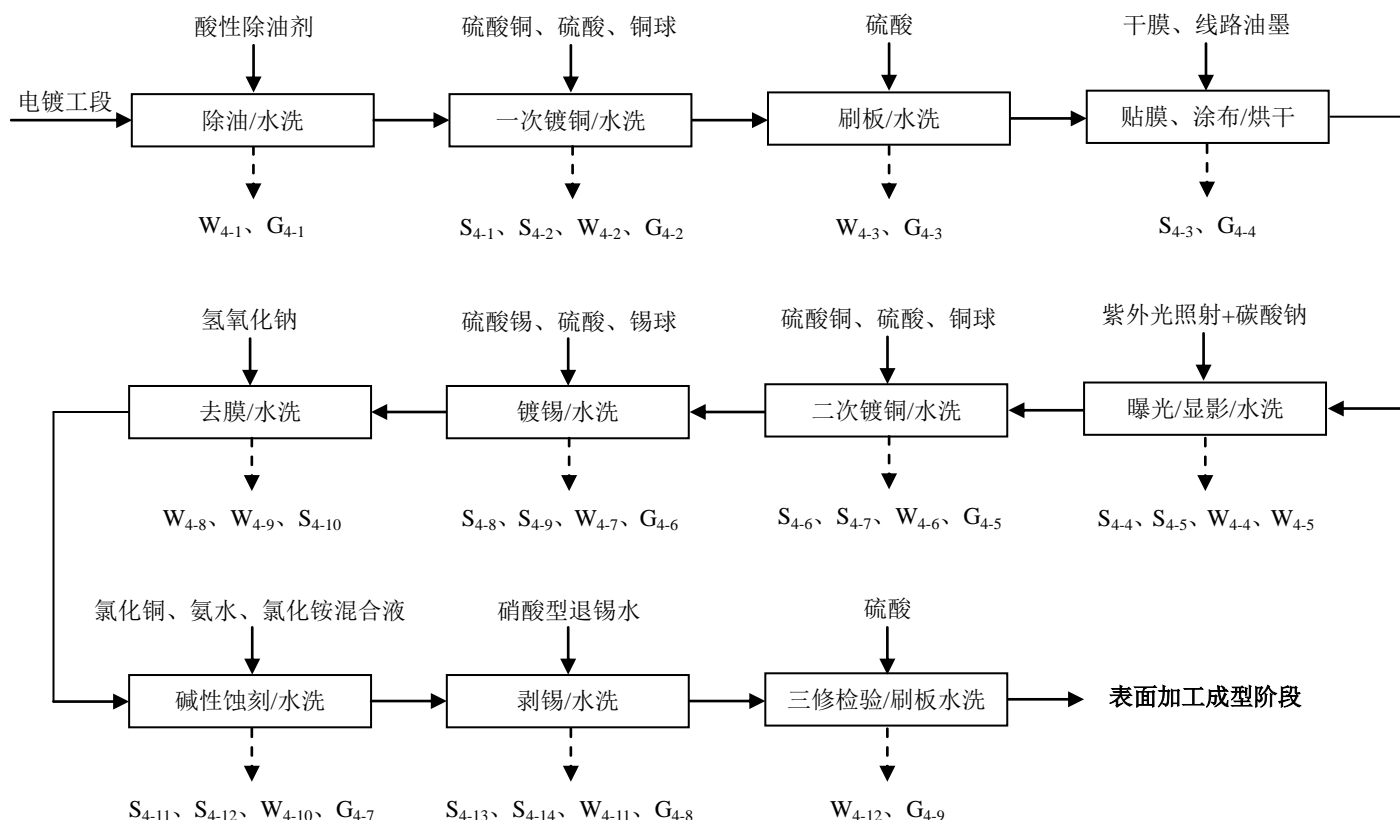 酸性除油剂
硫酸铜、硫酸、铜球
硫酸
干膜、线路油墨
电镀工段
除油/水洗
一次镀铜/水洗
刷板/水洗
贴膜、涂布/烘干
W4-1、G4-1
S4-1、S4-2、W4-2、G4-2
W4-3、G4-3
S4-3、G4-4
氢氧化钠
硫酸锡、硫酸、锡球
硫酸铜、硫酸、铜球
紫外光照射+碳酸钠
去膜/水洗
镀锡/水洗
二次镀铜/水洗
曝光/显影/水洗
W4-8、W4-9、S4-10
S4-8、S4-9、W4-7、G4-6
S4-6、S4-7、W4-6、G4-5
S4-4、S4-5、W4-4、W4-5
氯化铜、氨水、氯化铵混合液
硝酸型退锡水
硫酸
碱性蚀刻/水洗
剥锡/水洗
三修检验/刷板水洗
表面加工成型阶段
S4-11、S4-12、W4-10、G4-7
S4-13、S4-14、W4-11、G4-8
W4-12、G4-9